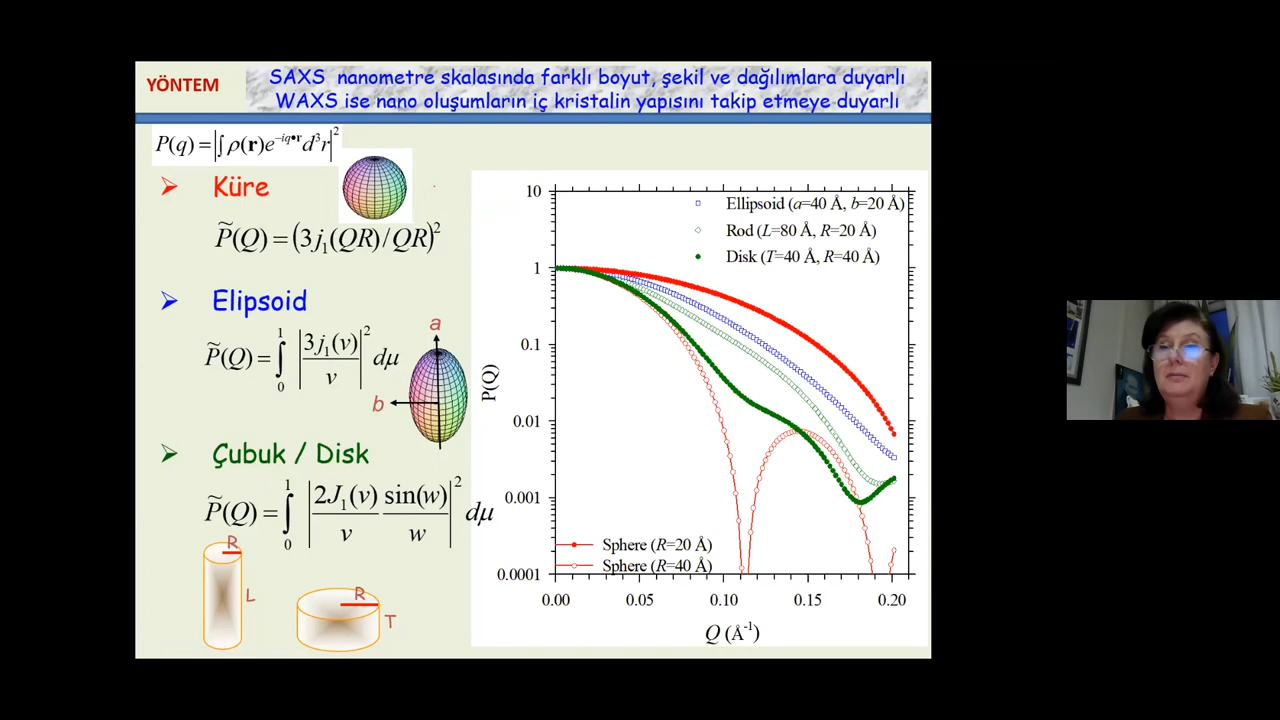 YÖNTEM
SAXS nanometre skalasında farklı boyut, şekil ve dağılımlara duyarlı
WAXS ise nano oluşumların iç kristalin yapısını takip etmeye duyarlı
P(q) = |∫ρ(r)e^{-iq•r}d³r|²
➢ Küre
P̃(Q) = (3j₁(QR)/QR)²
➢ Elipsoid
P̃(Q) = ∫₀¹ |3j₁(v)/v|² dμ
a
b
➢ Çubuk / Disk
P̃(Q) = ∫₀¹ |2J₁(v)/v sin(w)/w|² dμ
R
L
R
T
Ellipsoid (a=40 Å, b=20 Å)
Rod (L=80 Å, R=20 Å)
Disk (T=40 Å, R=40 Å)
10
1
0.1
0.01
0.001
0.0001
P(Q)
Sphere (R=20 Å)
Sphere (R=40 Å)
0.00 0.05 0.10 0.15 0.20
Q (Å⁻¹)